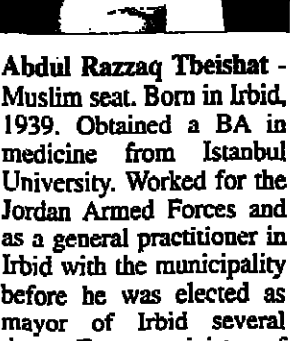 Abdul Razzaq Tbeishat -
Muslim seat. Born in Irbid,
1939. Obtained a BA in
medicine from Istanbul
University. Worked for the
Jordan Armed Forces and
as a general practitioner in
Irbid with the municipality
before he was elected as
mayor of Irbid several